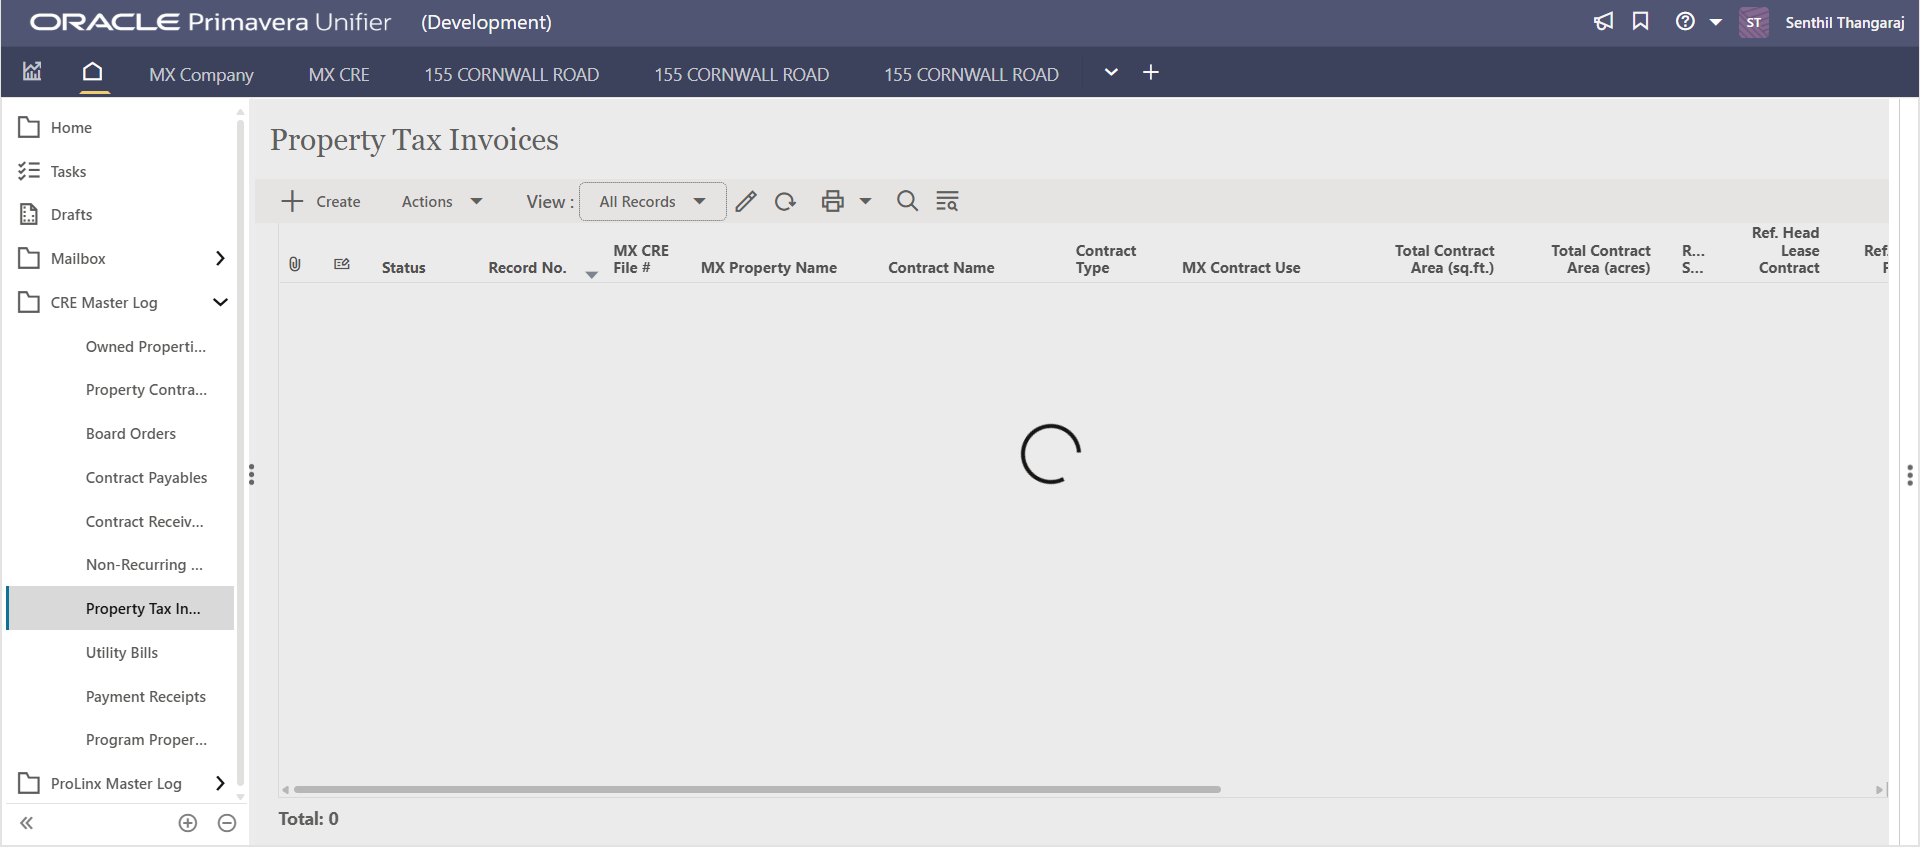 ORACLE Primavera Unifier (Development)
ST Senthil Thangaraj
MX Company MX CRE 155 CORNWALL ROAD 155 CORNWALL ROAD 155 CORNWALL ROAD
Home
Tasks
Drafts
Mailbox
CRE Master Log
Owned Properti...
Property Contra...
Board Orders
Contract Payables
Contract Receiv...
Non-Recurring ...
Property Tax In...
Utility Bills
Payment Receipts
Program Proper...
ProLinx Master Log
Property Tax Invoices
Create Actions View : All Records
Status
Record No.
MX CRE
File #
MX Property Name
Contract Name
Contract
Type
MX Contract Use
Total Contract
Area (sq.ft.)
Total Contract
Area (acres)
R...
S...
Ref. Head
Lease
Contract
Ref.
Total: 0